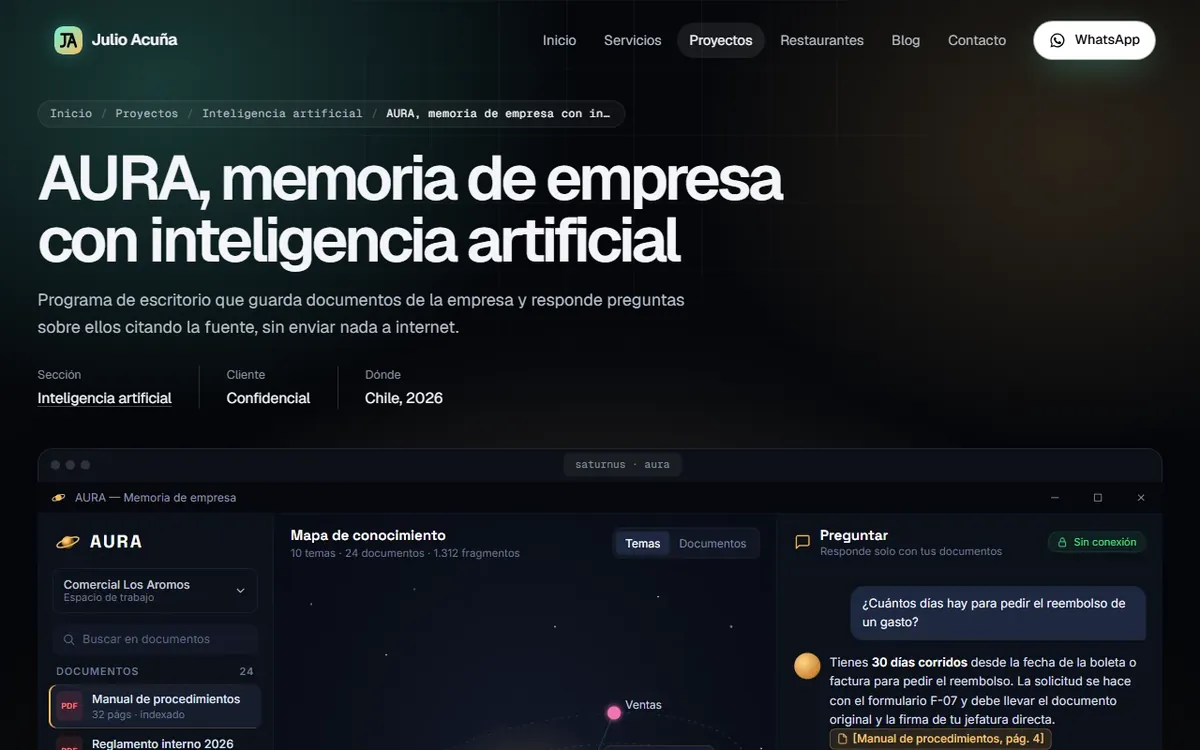 JA Julio Acuña
Inicio Servicios Proyectos Restaurantes Blog Contacto WhatsApp
Inicio / Proyectos / Inteligencia artificial / AURA, memoria de empresa con in…
AURA, memoria de empresa
con inteligencia artificial
Programa de escritorio que guarda documentos de la empresa y responde preguntas
sobre ellos citando la fuente, sin enviar nada a internet.
Sección
Inteligencia artificial
Cliente
Confidencial
Dónde
Chile, 2026
saturnus · aura
AURA — Memoria de empresa
AURA
Comercial Los Aromos
Espacio de trabajo
Buscar en documentos
DOCUMENTOS 24
PDF
Manual de procedimientos
32 págs · indexado
PDF
Reglamento interno 2026
Mapa de conocimiento
10 temas · 24 documentos · 1.312 fragmentos
Temas Documentos
Ventas
Preguntar
Responde solo con tus documentos
Sin conexión
¿Cuántos días hay para pedir el reembolso de
un gasto?
Tienes 30 días corridos desde la fecha de la boleta o
factura para pedir el reembolso. La solicitud se hace
con el formulario F-07 y debe llevar el documento
original y la firma de tu jefatura directa.
[Manual de procedimientos, pág. 4]